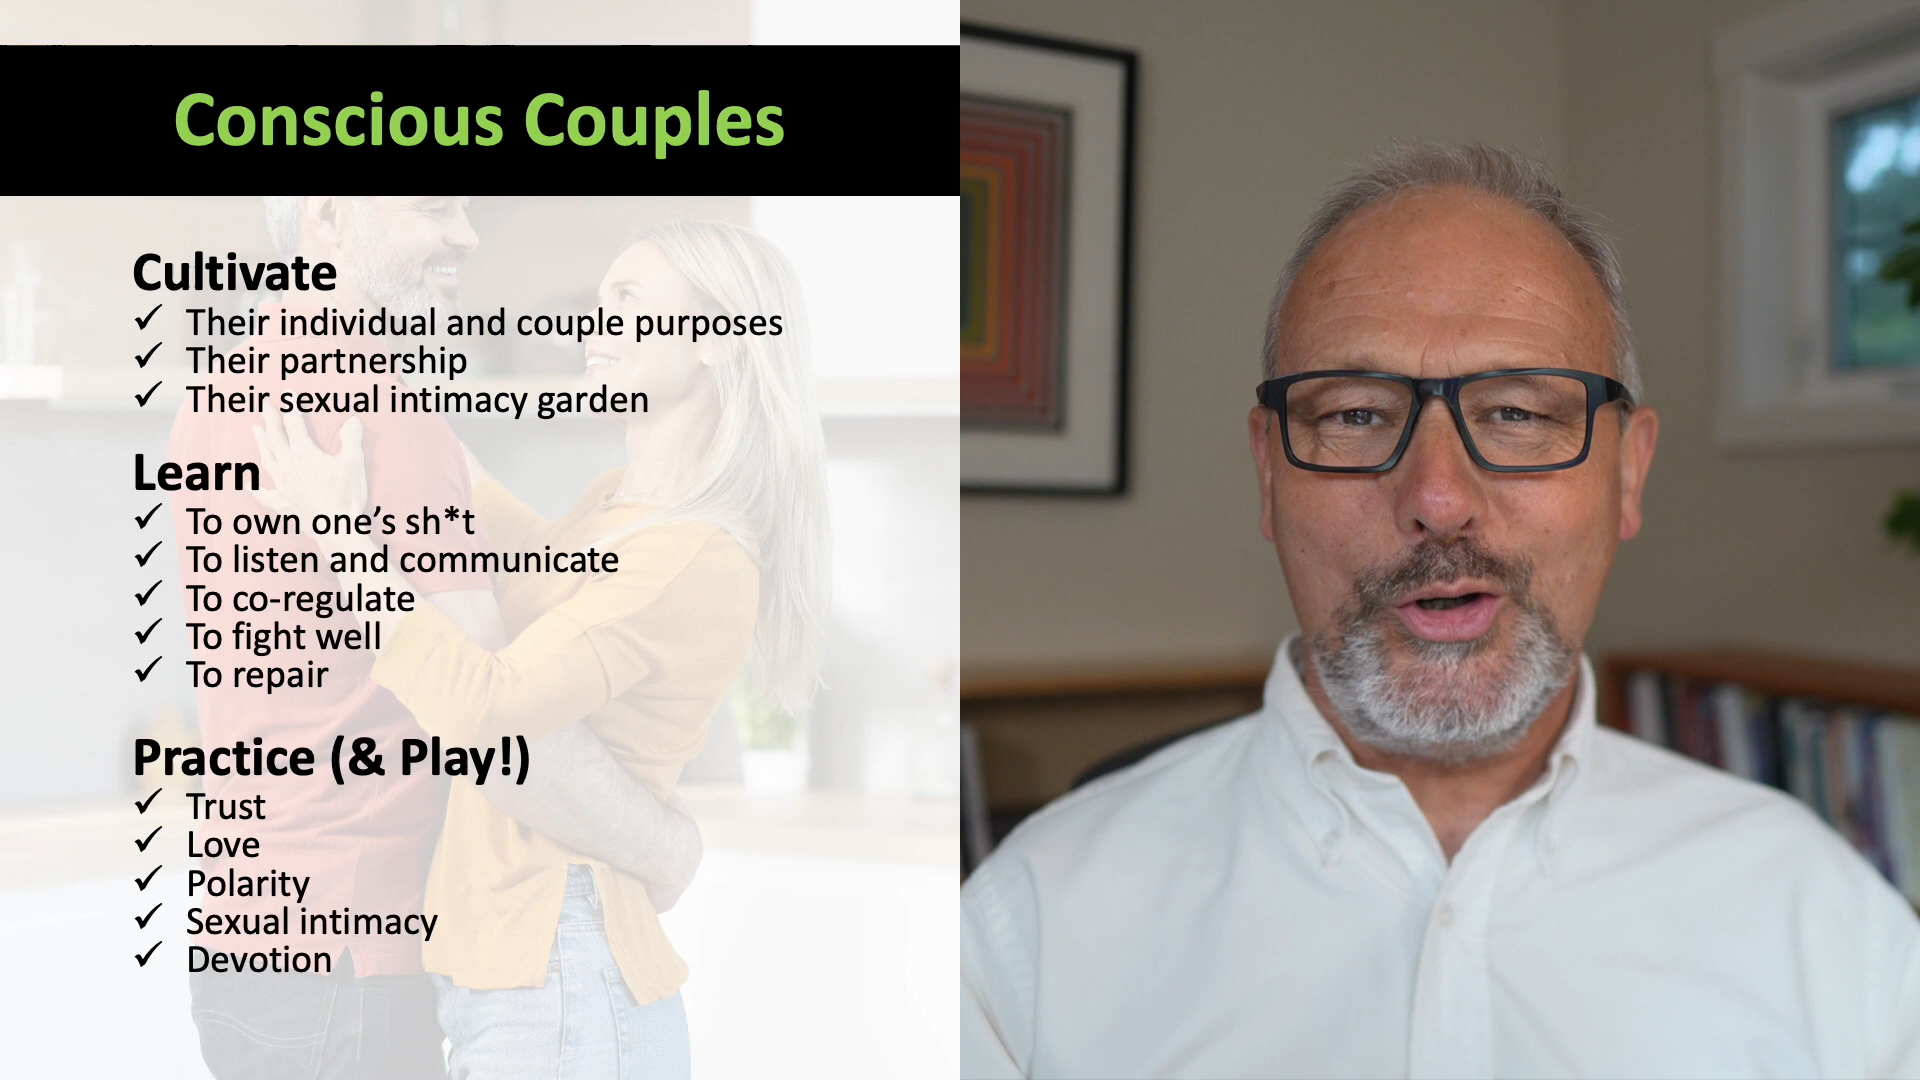 Conscious Couples
Cultivate
✓ Their individual and couple purposes
✓ Their partnership
✓ Their sexual intimacy garden
Learn
✓ To own one’s sh*t
✓ To listen and communicate
✓ To co-regulate
✓ To fight well
✓ To repair
Practice (& Play!)
✓ Trust
✓ Love
✓ Polarity
✓ Sexual intimacy
✓ Devotion